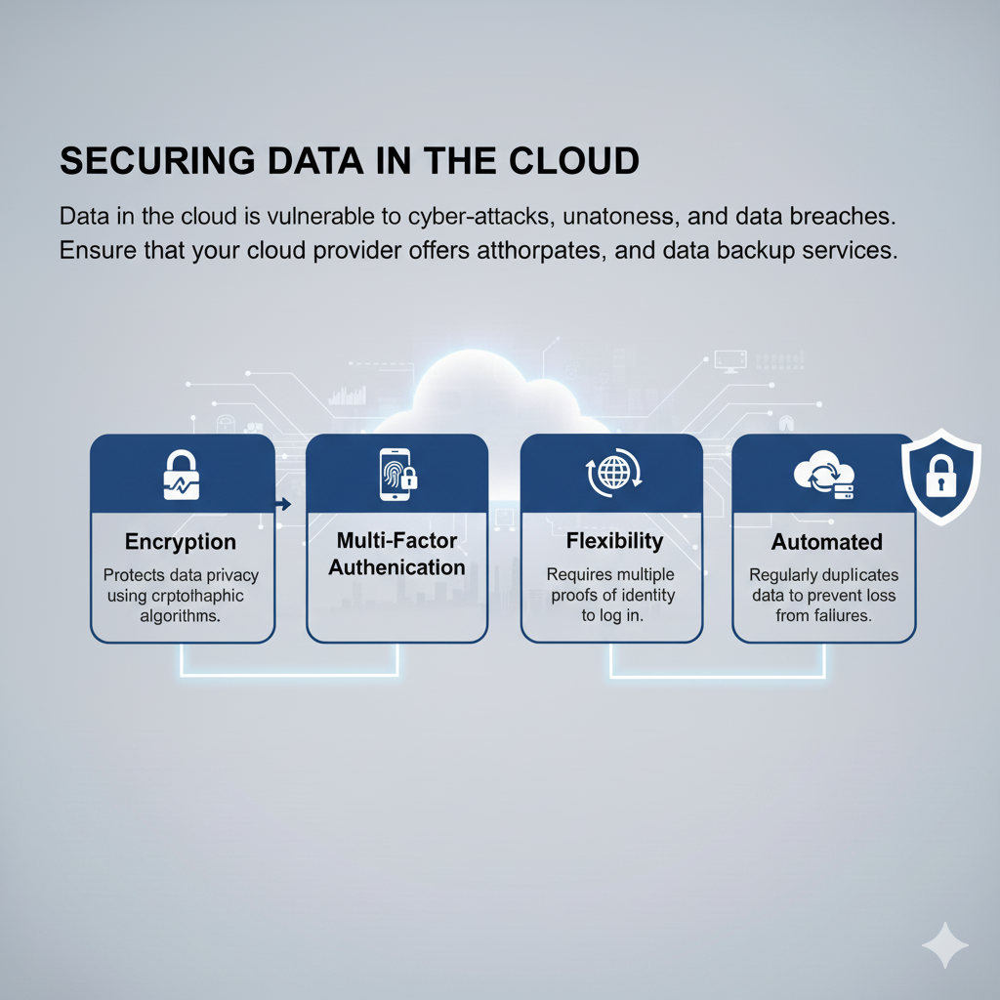 SECURING DATA IN THE CLOUD
Data in the cloud is vulnerable to cyber-attacks, unatoness, and data breaches.
Ensure that your cloud provider offers atthorpates, and data backup services.
Encryption
Protects data privacy
using crptothaphic
algorithms.
Multi-Factor
Authenication
Flexibility
Requires multiple
proofs of identity
to log in.
Automated
Regularly duplicates
data to prevent loss
from failures.